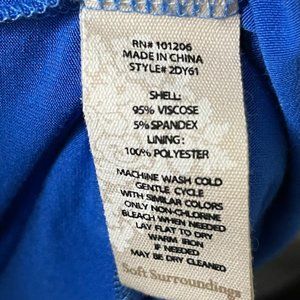 RN# 101206
MADE IN CHINA
STYLE# 2DY61
SHELL:
95% VISCOSE
5% SPANDEX
LINING:
100% POLYESTER
MACHINE WASH COLD
GENTLE CYCLE
WITH SIMILAR COLORS
ONLY NON-CHLORINE
BLEACH WHEN NEEDED
LAY FLAT TO DRY
WARM IRON
IF NEEDED
MAY BE DRY CLEANED
Soft Surroundings